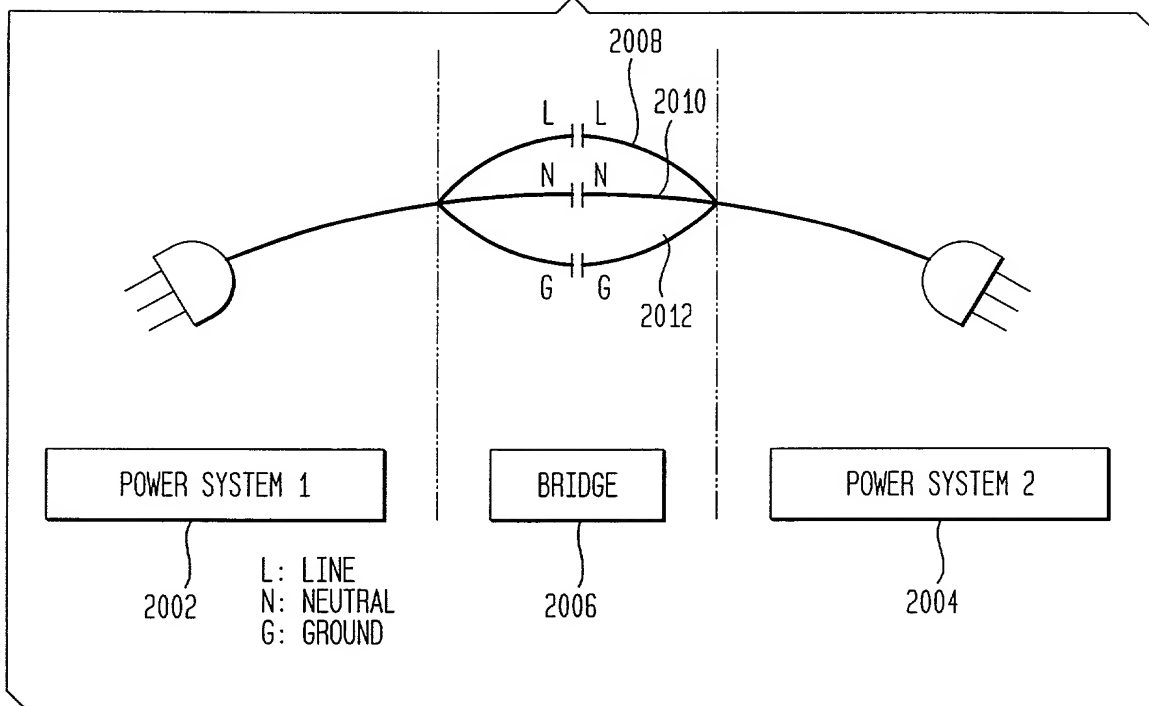 2008
2010
L L
N N
G G
2012
POWER SYSTEM 1
BRIDGE
POWER SYSTEM 2
2002
2006
2004
L: LINE
N: NEUTRAL
G: GROUND